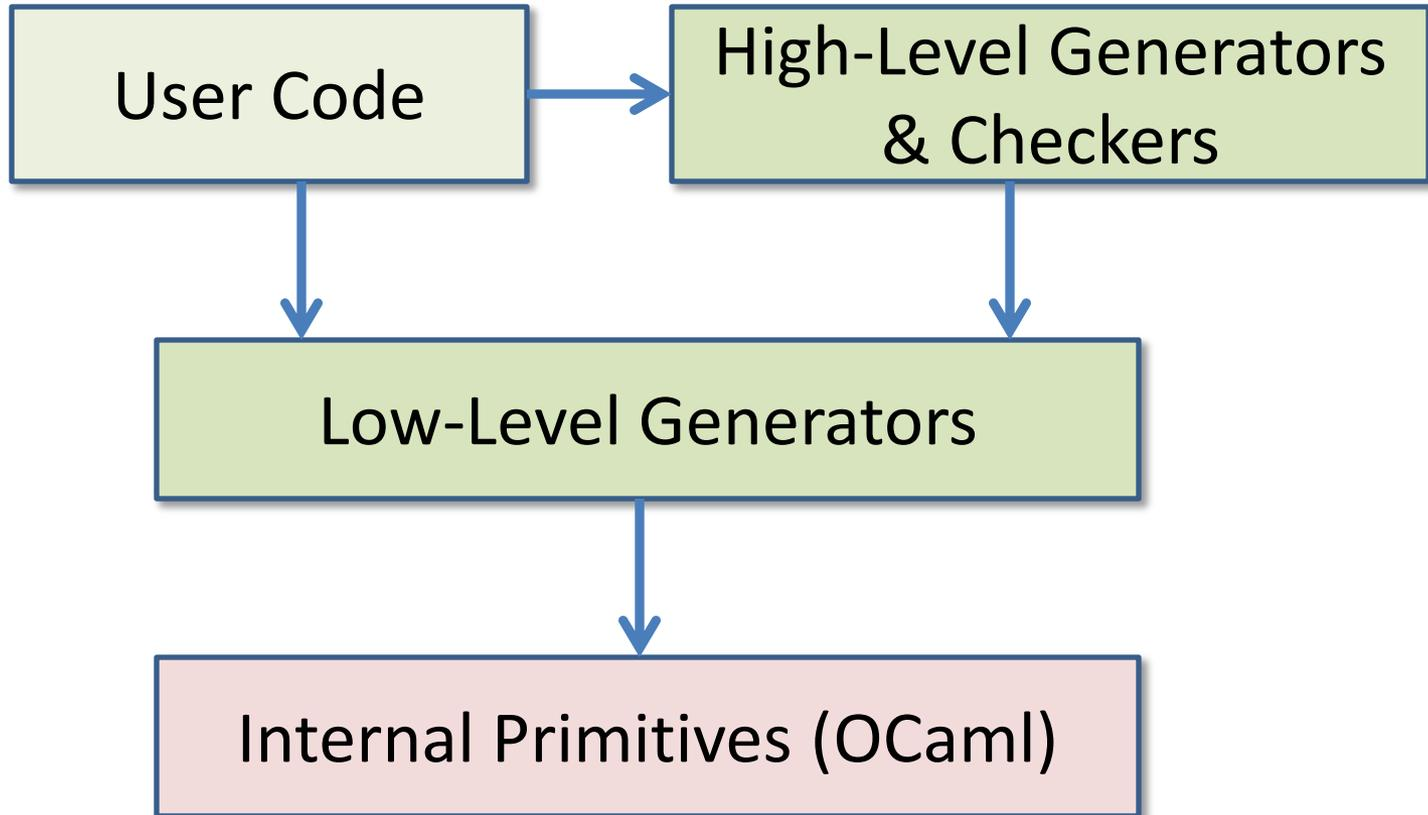 User Code
High-Level Generators
& Checkers
Low-Level Generators
Internal Primitives (OCaml)